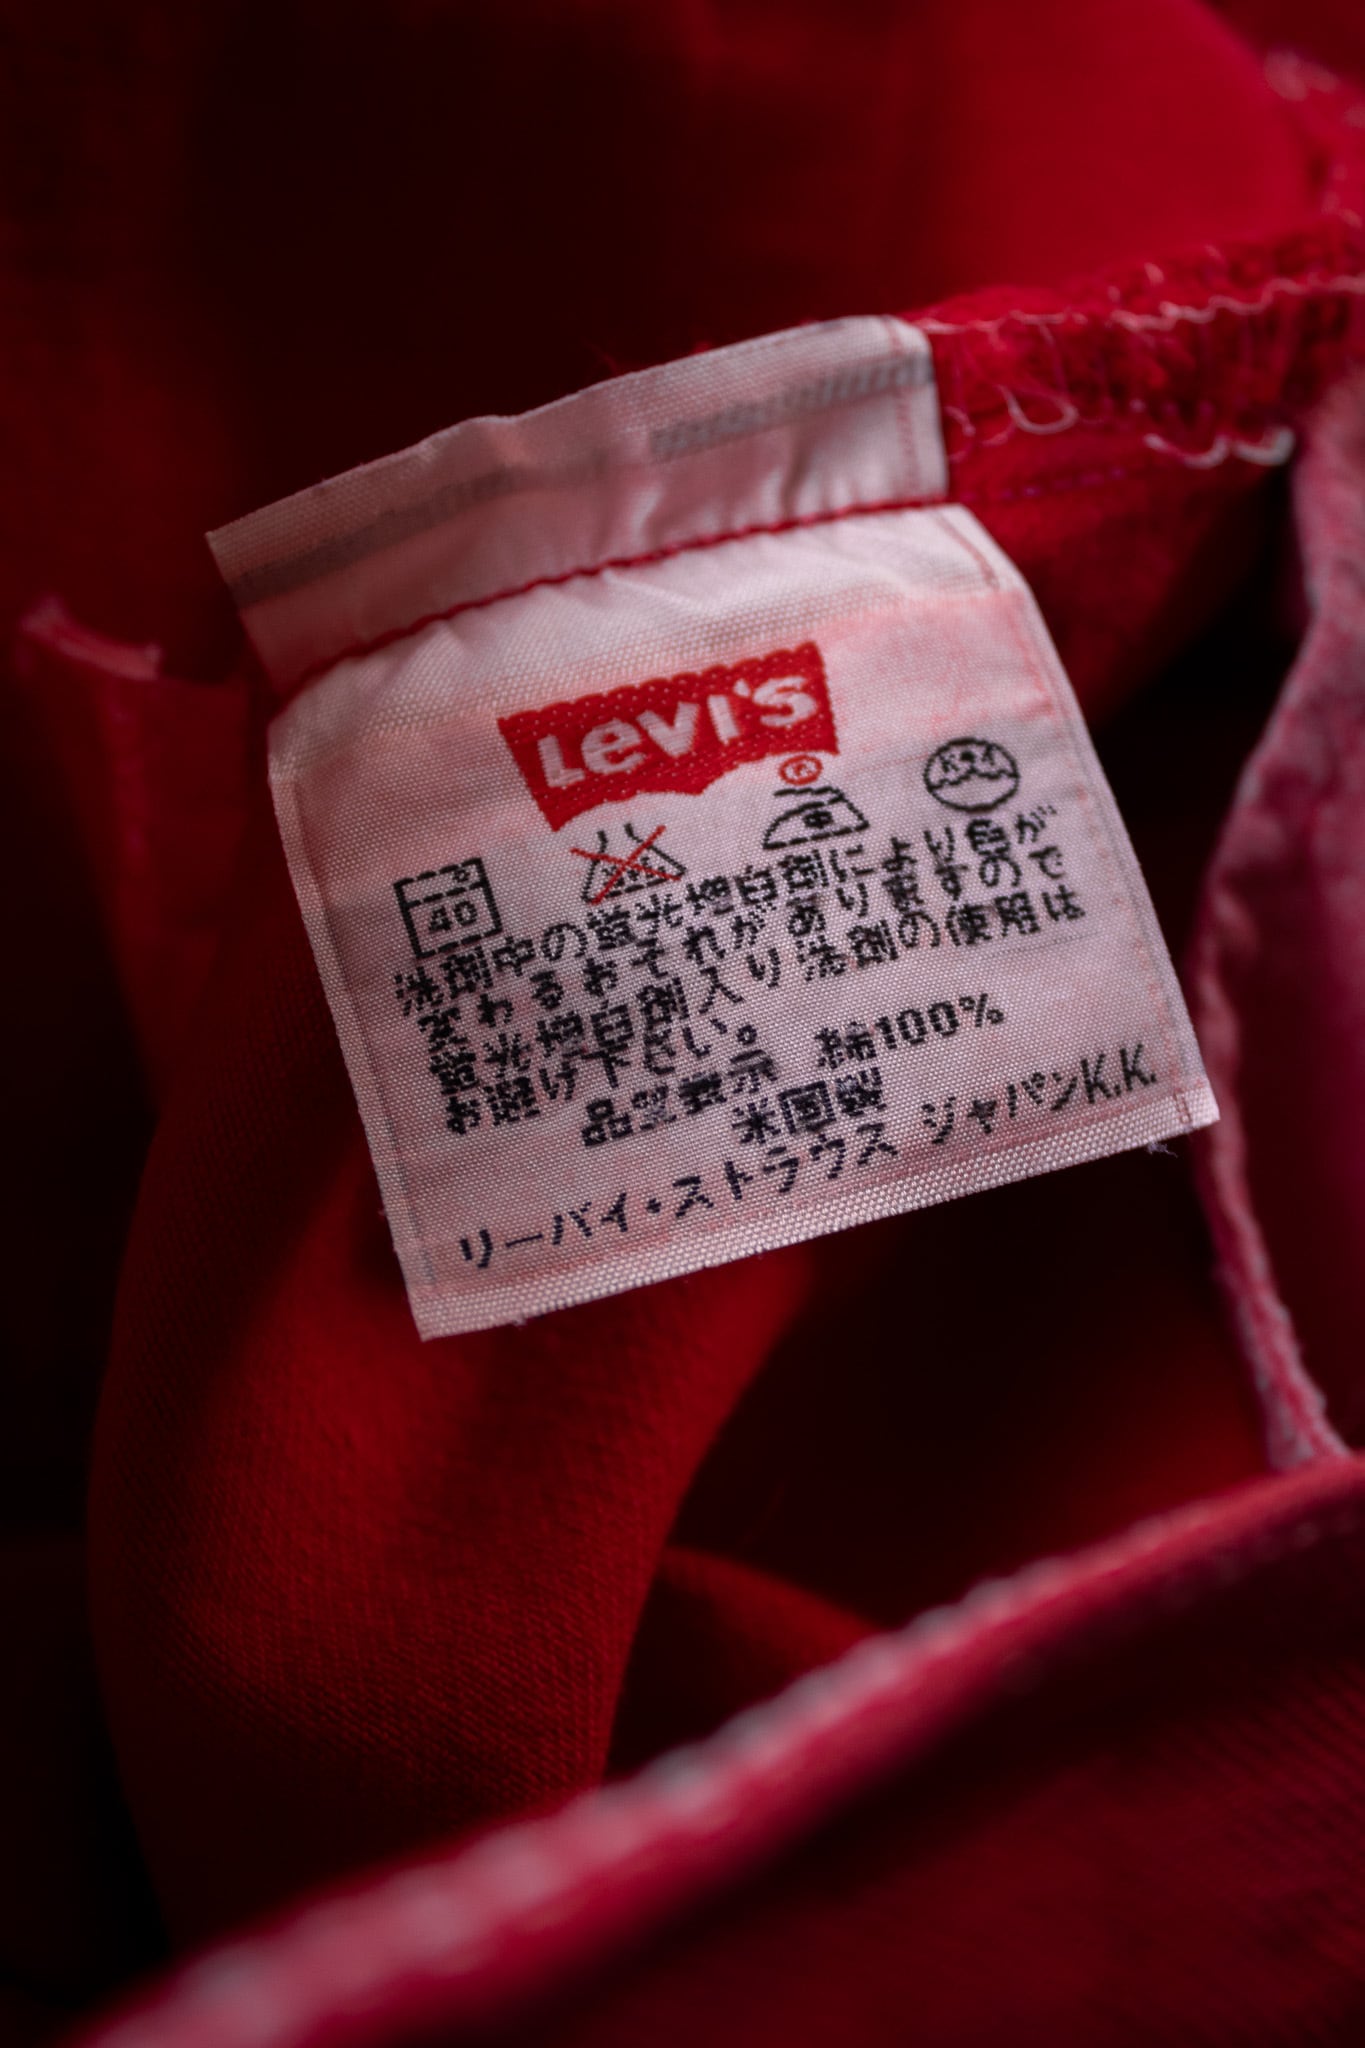 Levi's
®
40
洗剤中の蛍光増白剤により色が
変わるおそれがありますので
蛍光増白剤入り洗剤の使用は
お避け下さい。
品質表示 綿100%
米国製
リーバイ・ストラウス ジャパンK.K.